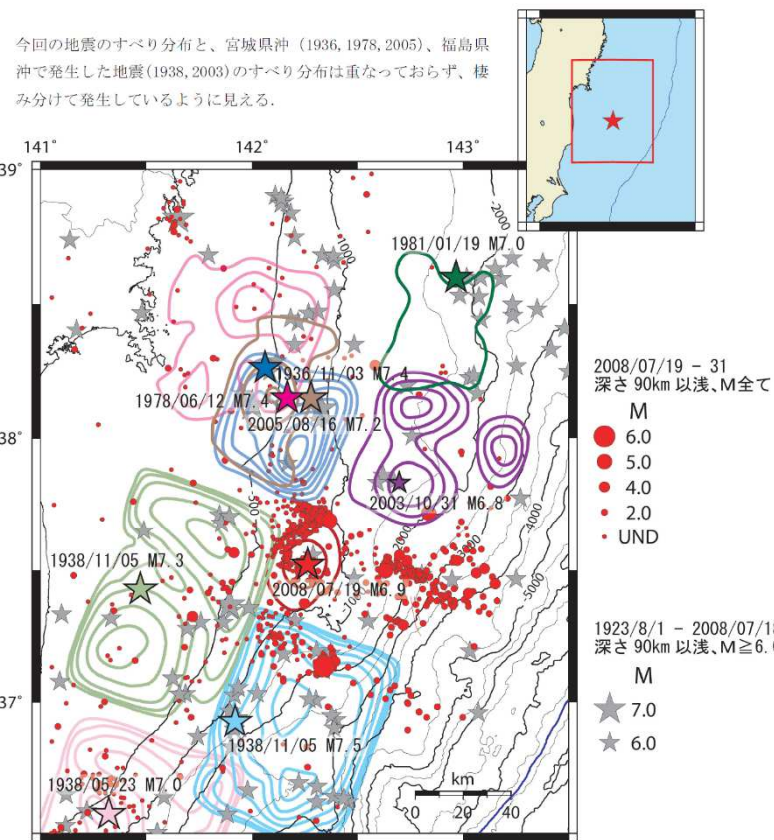 今回の地震のすべり分布と、宮城県沖（1936, 1978, 2005）、福島県
沖で発生した地震(1938, 2003)のすべり分布は重なっておらず、棲
み分けて発生しているように見える.
141°
142°
143°
39°
-2000
-1000
1981/01/19 M7.0
2008/07/19 - 31
深さ 90km 以浅、M全て
M
6.0
5.0
4.0
2.0
UND
1936/11/03 M7.4
1978/06/12 M7.4
2005/08/16 M7.2
38°
2003/10/31 M6.8
-500
-4000
-2000
-3000
1938/11/05 M7.3
2008/07/19 M6.9
-5000
1923/8/1 - 2008/07/18
深さ 90km 以浅、M≧6.
M
7.0
6.0
37°
1938/11/05 M7.5
1938/05/23 M7.0
km
0 20 40